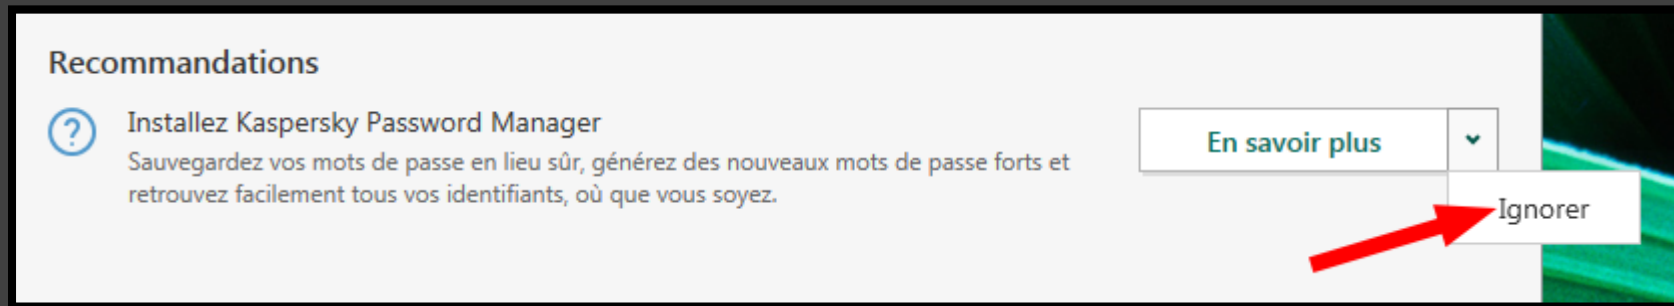 Recommandations
Installez Kaspersky Password Manager
Sauvegardez vos mots de passe en lieu sûr, générez des nouveaux mots de passe forts et
retrouvez facilement tous vos identifiants, où que vous soyez.
En savoir plus
Ignorer